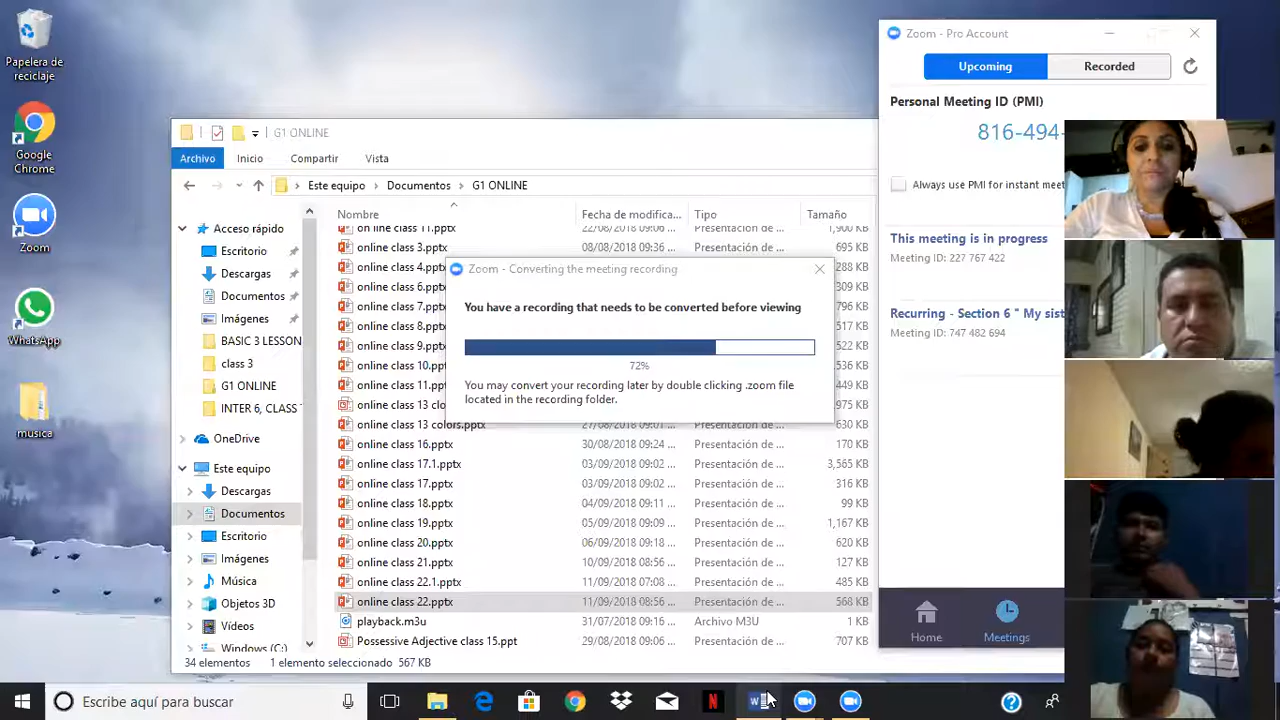 Papelera de
reciclaje
Google
Chrome
Zoom
WhatsApp
musica
G1 ONLINE
Archivo Inicio Compartir Vista
Este equipo Documentos G1 ONLINE
Acceso rápido
Escritorio
Descargas
Documentos
Imágenes
BASIC 3 LESSON
class 3
G1 ONLINE
INTER 6, CLASS
OneDrive
Este equipo
Descargas
Documentos
Escritorio
Imágenes
Música
Objetos 3D
Vídeos
Windows (C:)
Nombre Fecha de modifica... Tipo Tamaño
on line class 11.pptx 22/08/2018 09:06 ... Presentación de ... 1,900 KB
online class 3.pptx 08/08/2018 09:36 ... Presentación de ... 695 KB
online class 4.pptx 288 KB
online class 6.pptx 309 KB
online class 7.pptx 796 KB
online class 8.pptx 517 KB
online class 9.pptx 522 KB
online class 10.pptx 536 KB
online class 11.pptx 449 KB
online class 13 clo 975 KB
online class 13 colors.pptx 27/08/2018 09:01 ... Presentación de ... 630 KB
online class 16.pptx 30/08/2018 09:24 ... Presentación de ... 170 KB
online class 17.1.pptx 03/09/2018 09:02 ... Presentación de ... 3,565 KB
online class 17.pptx 03/09/2018 09:02 ... Presentación de ... 316 KB
online class 18.pptx 04/09/2018 09:11 ... Presentación de ... 99 KB
online class 19.pptx 05/09/2018 09:09 ... Presentación de ... 1,167 KB
online class 20.pptx 06/09/2018 09:18 ... Presentación de ... 620 KB
online class 21.pptx 10/09/2018 08:56 ... Presentación de ... 127 KB
online class 22.1.pptx 11/09/2018 07:08 ... Presentación de ... 485 KB
online class 22.pptx 11/09/2018 08:56 ... Presentación de ... 568 KB
playback.m3u 31/07/2018 09:16 ... Archivo M3U 1 KB
Possessive Adjective class 15.ppt 29/08/2018 09:06 ... Presentación de ... 707 KB
34 elementos 1 elemento seleccionado 567 KB
Zoom - Converting the meeting recording
You have a recording that needs to be converted before viewing
72%
You may convert your recording later by double clicking .zoom file
located in the recording folder.
Zoom - Pro Account
Upcoming Recorded
Personal Meeting ID (PMI)
816-494-
Always use PMI for instant meet
This meeting is in progress
Meeting ID: 227 767 422
Recurring - Section 6 " My sist
Meeting ID: 747 482 694
Home Meetings
Escribe aquí para buscar